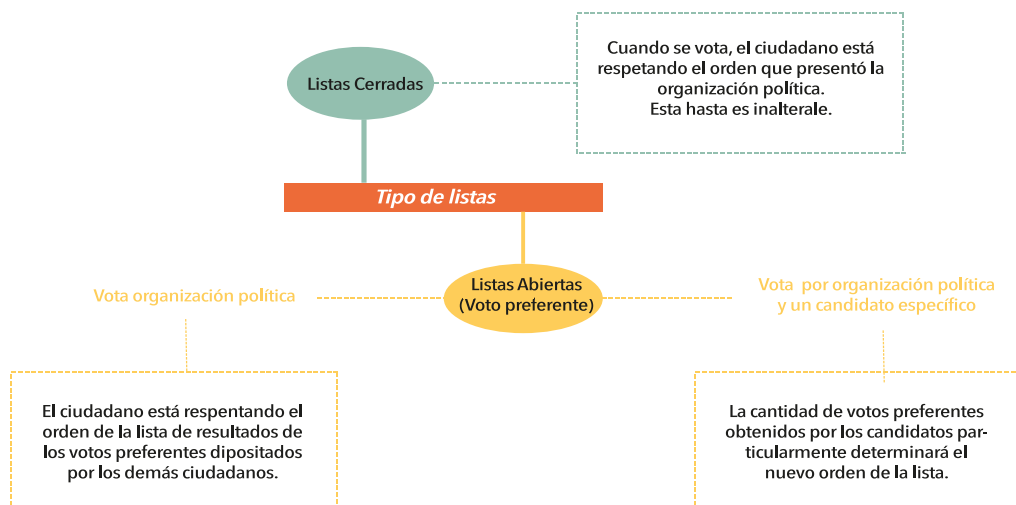 Listas Cerradas
Cuando se vota, el ciudadano está
respetando el orden que presentó la
organización política.
Esta hasta es inalterale.
Tipo de listas
Vota organización política
Listas Abiertas
(Voto preferente)
Vota por organización política
y un candidato específico
El ciudadano está respentando el
orden de la lista de resultados de
los votos preferentes dipositados
por los demás ciudadanos.
La cantidad de votos preferentes
obtenidos por los candidatos par-
ticularmente determinará el
nuevo orden de la lista.